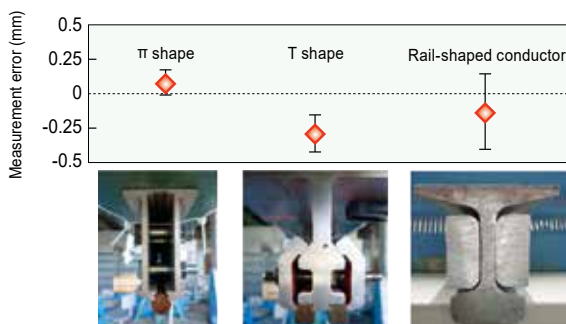 Measurement error (mm)
0.5
0.25
0
-0.25
-0.5
π shape
T shape
Rail-shaped conductor